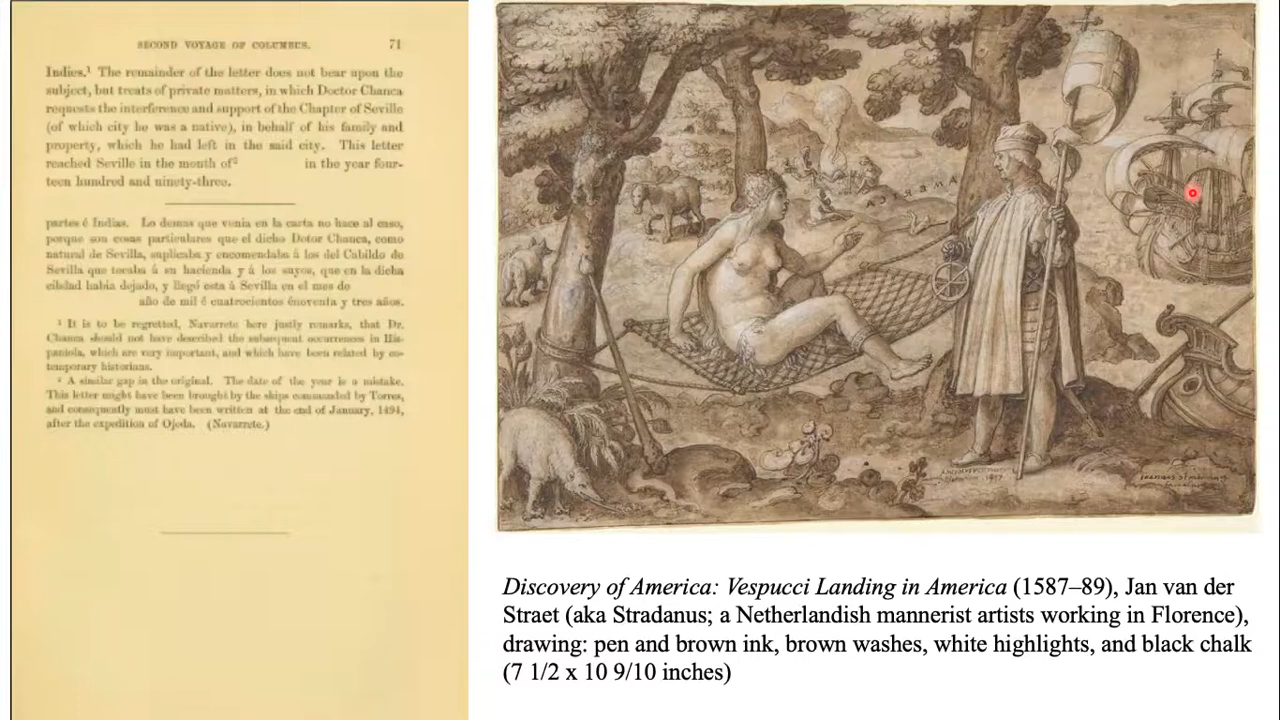 SECOND VOYAGE OF COLUMBUS. 71
Indies.¹ The remainder of the letter does not bear upon the
subject, but treats of private matters, in which Doctor Chanca
requests the interference and support of the Chapter of Seville
(of which city he was a native), in behalf of his family and
property, which he had left in the said city. This letter
reached Seville in the month of² in the year four-
teen hundred and ninety-three.
partes é Indias. Lo demas que venia en la carta no hace al caso,
porque son cosas particulares que el dicho Dotor Chanca, como
natural de Sevilla, suplicaba y encomendaba á los del Cabildo de
Sevilla que tocaba á su hacienda y á los suyos, que en la dicha
cibdad habia dejado, y llegó esta á Sevilla en el mes de
año de mil é cuatrocientos énoventa y tres años.
¹ It is to be regretted, Navarrete here justly remarks, that Dr.
Chanca should not have described the subsequent occurrences in His-
paniola, which are very important, and which have been related by co-
temporary historians.
² A similar gap in the original. The date of the year is a mistake.
This letter might have been brought by the ships commanded by Torres,
and consequently must have been written at the end of January, 1494,
after the expedition of Ojeda. (Navarrete.)
AMERICA
Discovery of America: Vespucci Landing in America (1587–89), Jan van der
Straet (aka Stradanus; a Netherlandish mannerist artists working in Florence),
drawing: pen and brown ink, brown washes, white highlights, and black chalk
(7 1/2 x 10 9/10 inches)